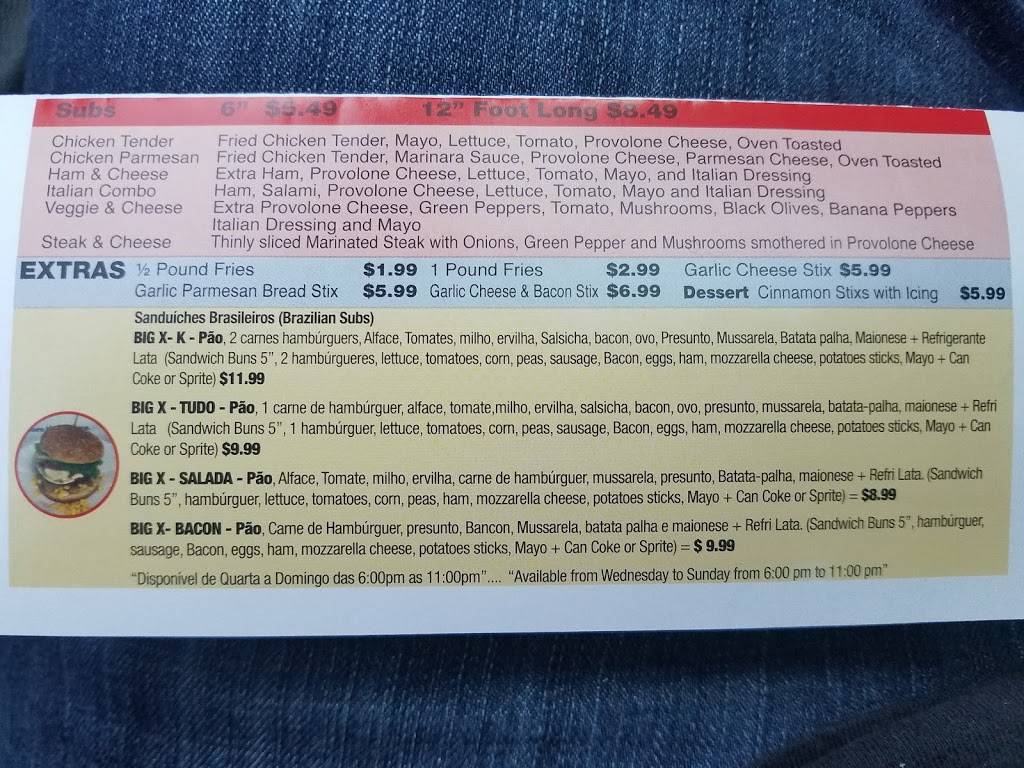 Subs 6" $5.49 12" Foot Long $8.49
Chicken Tender Fried Chicken Tender, Mayo, Lettuce, Tomato, Provolone Cheese, Oven Toasted
Chicken Parmesan Fried Chicken Tender, Marinara Sauce, Provolone Cheese, Parmesan Cheese, Oven Toasted
Ham & Cheese Extra Ham, Provolone Cheese, Lettuce, Tomato, Mayo, and Italian Dressing
Italian Combo Ham, Salami, Provolone Cheese, Lettuce, Tomato, Mayo and Italian Dressing
Veggie & Cheese Extra Provolone Cheese, Green Peppers, Tomato, Mushrooms, Black Olives, Banana Peppers
Italian Dressing and Mayo
Steak & Cheese Thinly sliced Marinated Steak with Onions, Green Pepper and Mushrooms smothered in Provolone Cheese
EXTRAS ½ Pound Fries $1.99 1 Pound Fries $2.99 Garlic Cheese Stix $5.99
Garlic Parmesan Bread Stix $5.99 Garlic Cheese & Bacon Stix $6.99 Dessert Cinnamon Stixs with Icing $5.99
Sanduíches Brasileiros (Brazilian Subs)
BIG X- K - Pão, 2 carnes hambúrguers, Alface, Tomates, milho, ervilha, Salsicha, bacon, ovo, Presunto, Mussarela, Batata palha, Maionese + Refrigerante
Lata (Sandwich Buns 5", 2 hambúrgueres, lettuce, tomatoes, corn, peas, sausage, Bacon, eggs, ham, mozzarella cheese, potatoes sticks, Mayo + Can
Coke or Sprite) $11.99
BIG X - TUDO - Pão, 1 carne de hambúrguer, alface, tomate,milho, ervilha, salsicha, bacon, ovo, presunto, mussarela, batata-palha, maionese + Refri
Lata (Sandwich Buns 5", 1 hambúrguer, lettuce, tomatoes, corn, peas, sausage, Bacon, eggs, ham, mozzarella cheese, potatoes sticks, Mayo + Can
Coke or Sprite) $9.99
BIG X - SALADA - Pão, Alface, Tomate, milho, ervilha, carne de hambúrguer, mussarela, presunto, Batata-palha, maionese + Refri Lata. (Sandwich
Buns 5", hambúrguer, lettuce, tomatoes, corn, peas, ham, mozzarella cheese, potatoes sticks, Mayo + Can Coke or Sprite) = $8.99
BIG X- BACON - Pão, Carne de Hambúrguer, presunto, Bancon, Mussarela, batata palha e maionese + Refri Lata. (Sandwich Buns 5", hambúrguer,
sausage, Bacon, eggs, ham, mozzarella cheese, potatoes sticks, Mayo + Can Coke or Sprite) = $ 9.99
"Disponível de Quarta a Domingo das 6:00pm as 11:00pm".... "Available from Wednesday to Sunday from 6:00 pm to 11:00 pm"